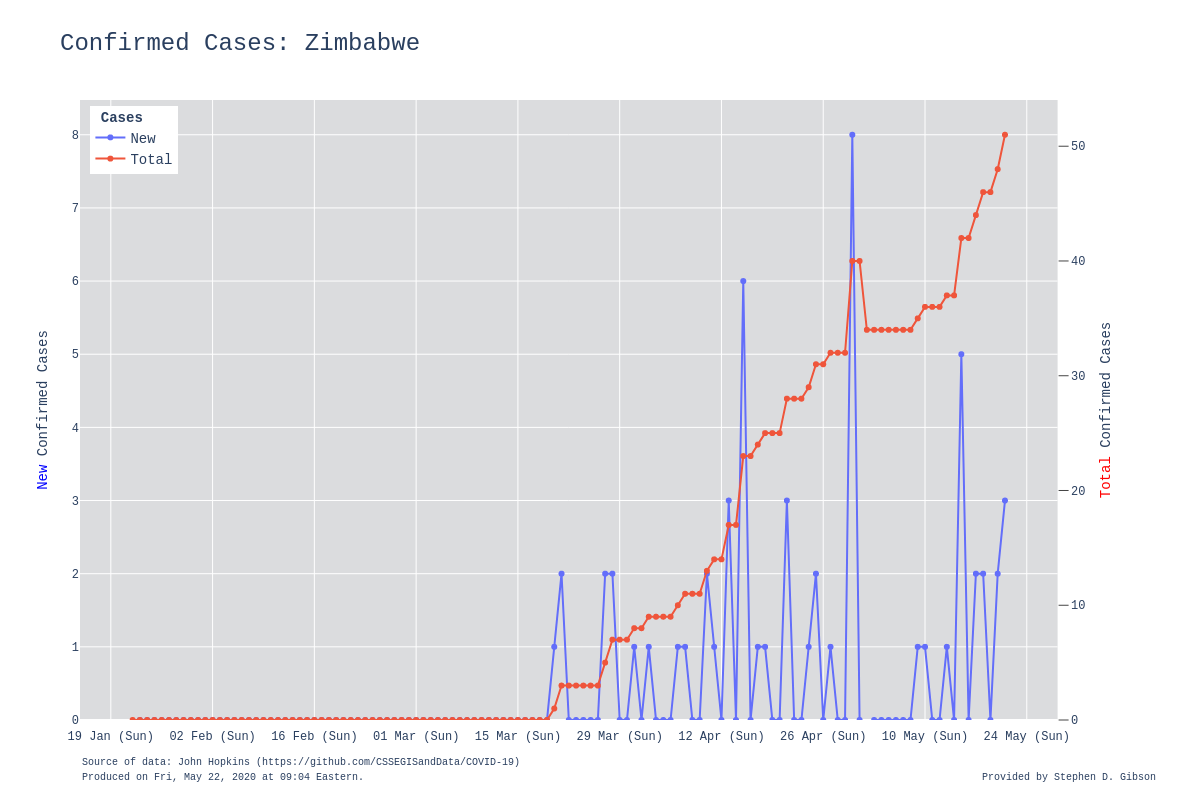 Confirmed Cases: Zimbabwe
Cases
New
Total
8
7
6
5
4
3
2
1
0
50
40
30
20
10
0
New Confirmed Cases
Total Confirmed Cases
19 Jan (Sun) 02 Feb (Sun) 16 Feb (Sun) 01 Mar (Sun) 15 Mar (Sun) 29 Mar (Sun) 12 Apr (Sun) 26 Apr (Sun) 10 May (Sun) 24 May (Sun)
Source of data: John Hopkins (https://github.com/CSSEGISandData/COVID-19)
Produced on Fri, May 22, 2020 at 09:04 Eastern.
Provided by Stephen D. Gibson